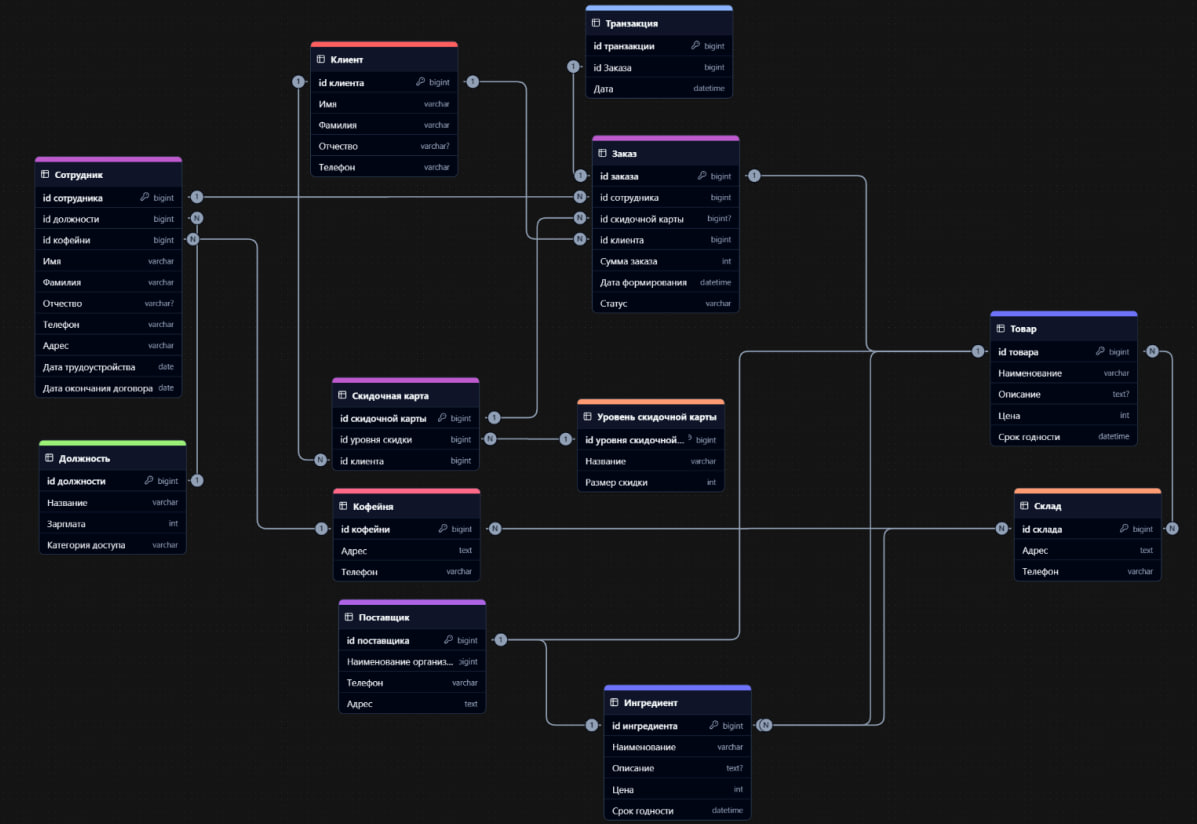 Транзакция
id транзакции bigint
id Заказа bigint
Дата datetime
Клиент
id клиента bigint
Имя varchar
Фамилия varchar
Отчество varchar?
Телефон varchar
Заказ
id заказа bigint
id сотрудника bigint
id скидочной карты bigint?
id клиента bigint
Сумма заказа int
Дата формирования datetime
Статус varchar
Сотрудник
id сотрудника bigint
id должности bigint
id кофейни bigint
Имя varchar
Фамилия varchar
Отчество varchar?
Телефон varchar
Адрес varchar
Дата трудоустройства date
Дата окончания договора date
Товар
id товара bigint
Наименование varchar
Описание text?
Цена int
Срок годности datetime
Скидочная карта
id скидочной карты bigint
id уровня скидки bigint
id клиента bigint
Уровень скидочной карты
id уровня скидочной... bigint
Название varchar
Размер скидки int
Должность
id должности bigint
Название varchar
Зарплата int
Категория доступа varchar
Кофейня
id кофейни bigint
Адрес text
Телефон varchar
Склад
id склада bigint
Адрес text
Телефон varchar
Поставщик
id поставщика bigint
Наименование организ... bigint
Телефон varchar
Адрес text
Ингредиент
id ингредиента bigint
Наименование varchar
Описание text?
Цена int
Срок годности datetime
1
1
1
1
1
N
N
N
1
N
N
1
N
1
N
1
N
1
N
1
N
N
N
1
1
N